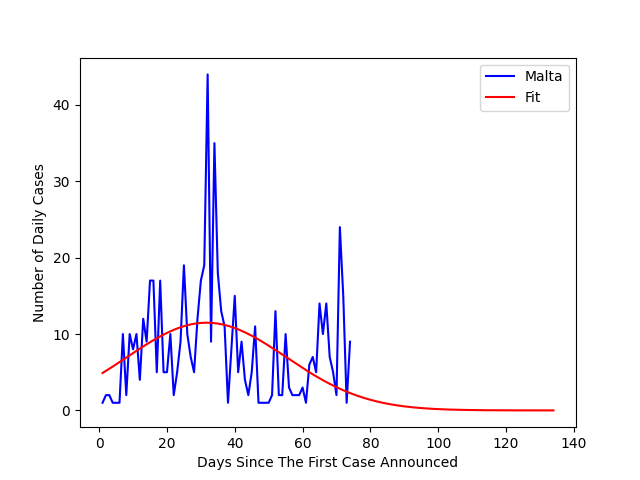 Malta
Fit
Number of Daily Cases
40
30
20
10
0
0 20 40 60 80 100 120 140
Days Since The First Case Announced